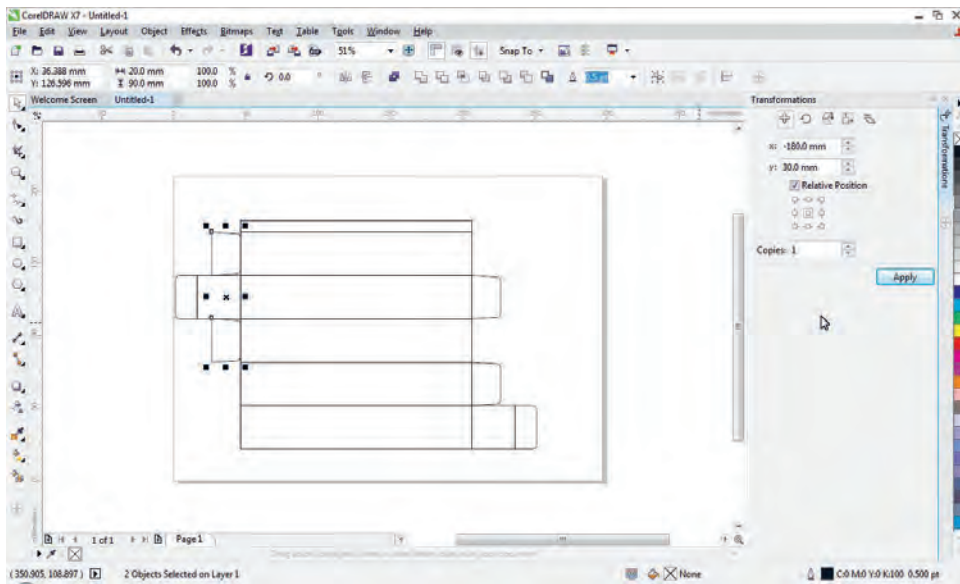 CorelDRAW X7 - Untitled-1
File Edit View Layout Object Effects Bitmaps Text Table Tools Window Help
51% Snap To
X: 36.388 mm 20.0 mm 100.0 % 0.0
Y: 126.396 mm 90.0 mm 100.0 %
Welcome Screen Untitled-1
Transformations
x: -180.0 mm
y: 30.0 mm
Relative Position
Copies: 1
Apply
Transformations
1 of 1 Page 1
(350.905, 108.897) 2 Objects Selected on Layer 1 None C:0 M:0 Y:0 K:100 0.500 pt